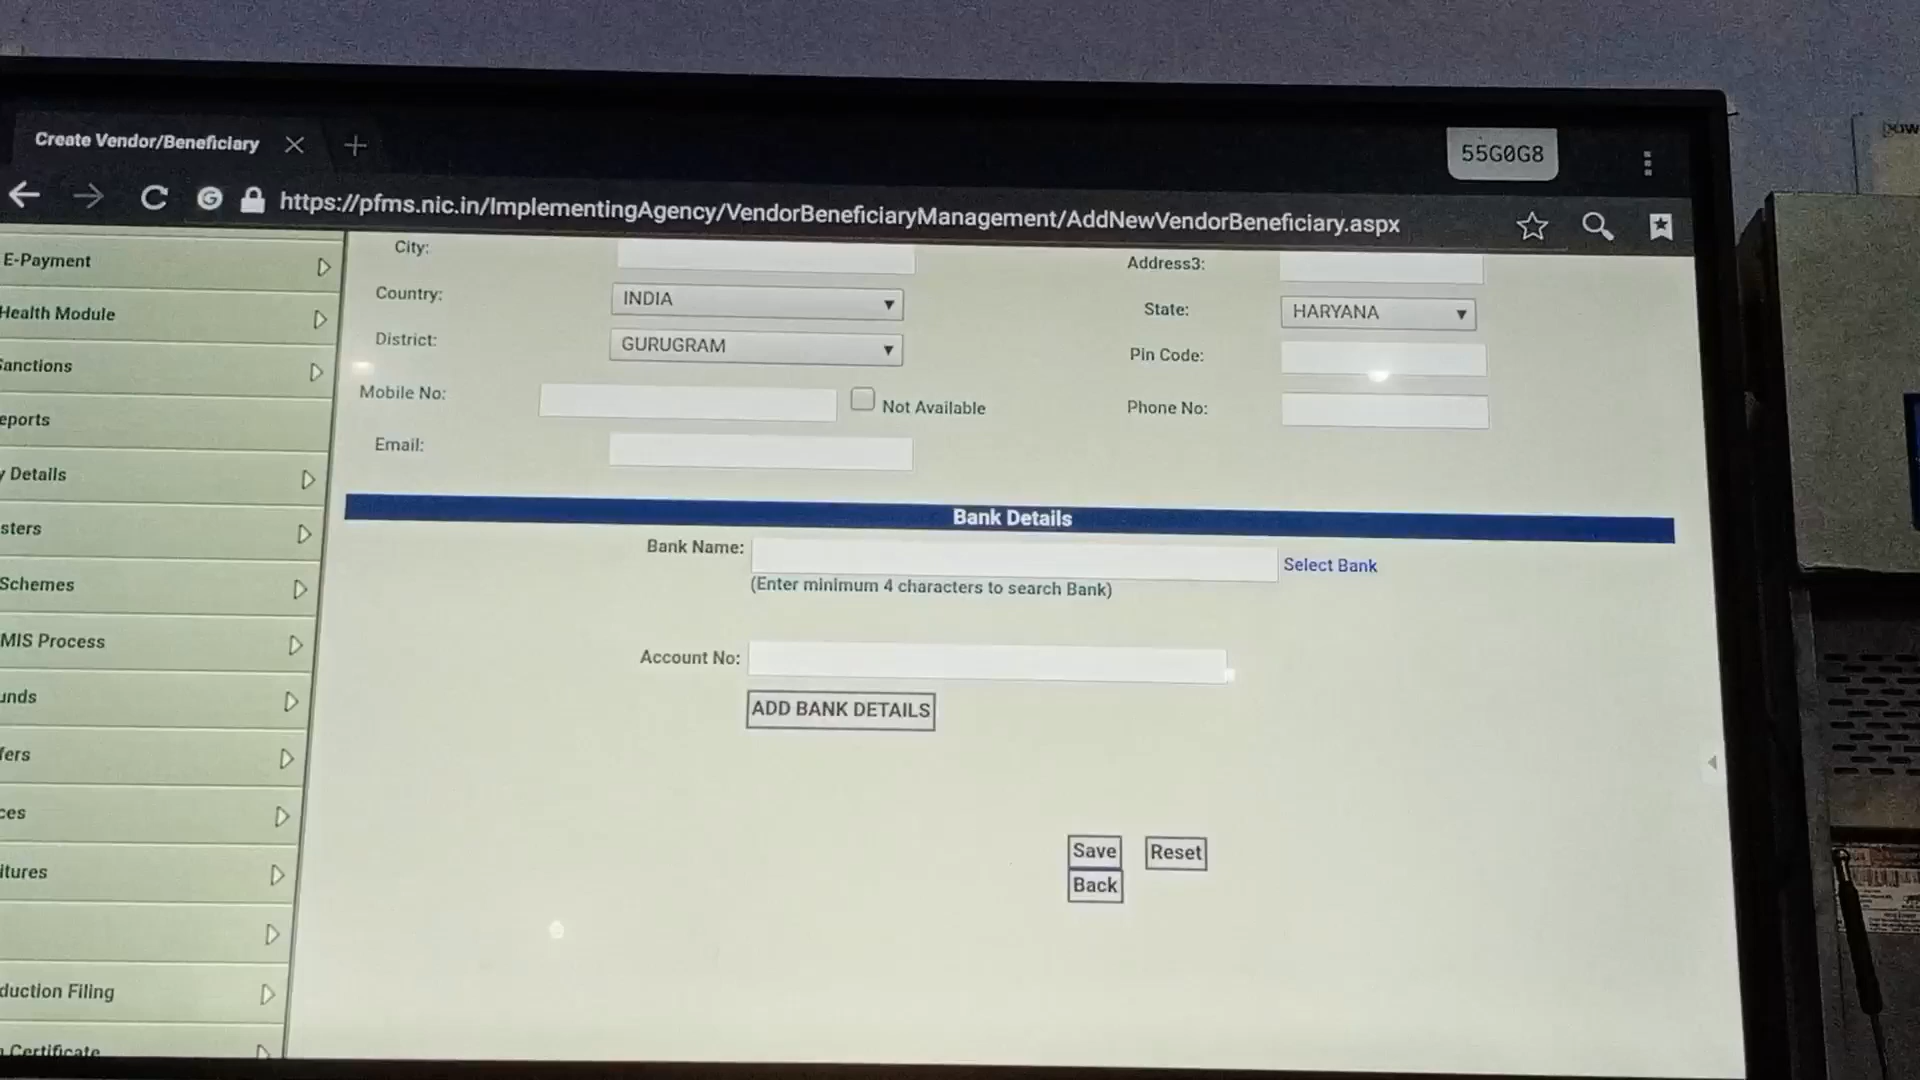 Create Vendor/Beneficiary
55G0G8
https://pfms.nic.in/ImplementingAgency/VendorBeneficiaryManagement/AddNewVendorBeneficiary.aspx
E-Payment
Health Module
anctions
eports
Details
sters
Schemes
MIS Process
unds
fers
ces
itures
duction Filing
Certificate
City:
Address3:
Country: INDIA
State: HARYANA
District: GURUGRAM
Pin Code:
Mobile No:
Not Available
Phone No:
Email:
Bank Details
Bank Name:
Select Bank
(Enter minimum 4 characters to search Bank)
Account No:
ADD BANK DETAILS
Save Reset
Back